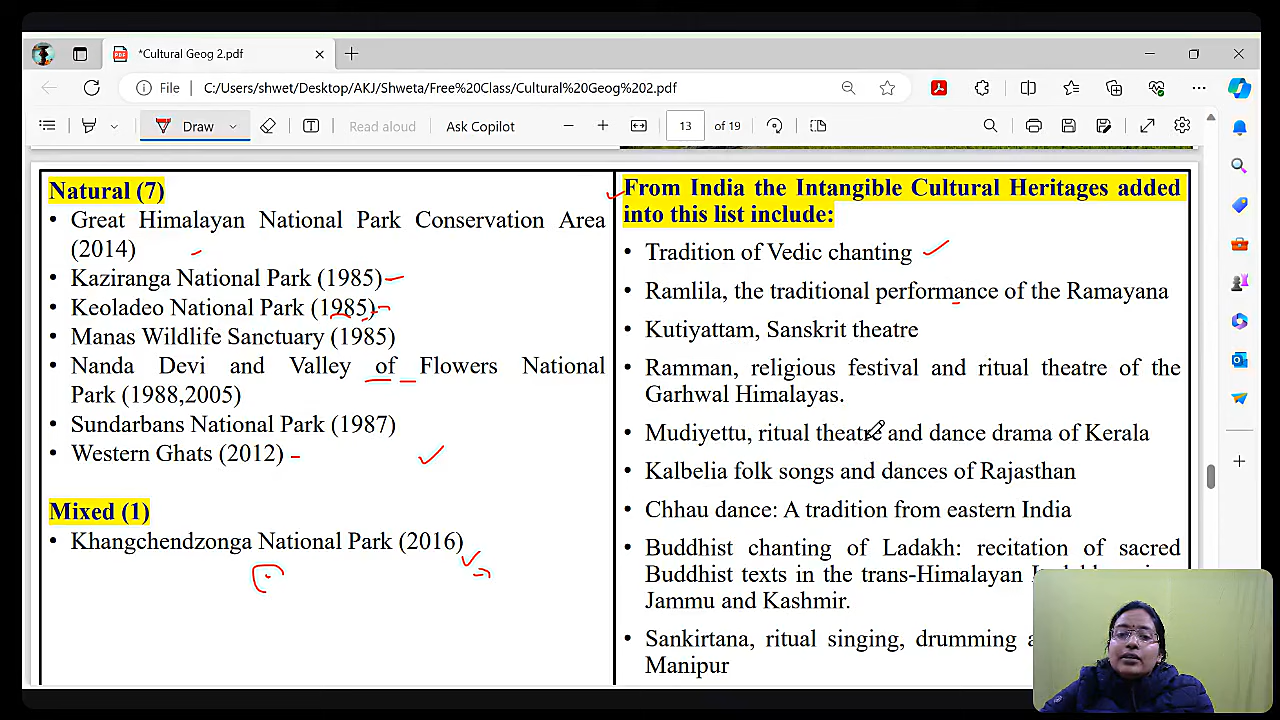 *Cultural Geog 2.pdf
File
C:/Users/shwet/Desktop/AKJ/Shweta/Free%20Class/Cultural%20Geog%202.pdf
Draw
Read aloud
Ask Copilot
13
of 19
Natural (7)
• Great Himalayan National Park Conservation Area
(2014)
• Kaziranga National Park (1985)
• Keoladeo National Park (1985)
• Manas Wildlife Sanctuary (1985)
• Nanda Devi and Valley of Flowers National
Park (1988,2005)
• Sundarbans National Park (1987)
• Western Ghats (2012)
Mixed (1)
• Khangchendzonga National Park (2016)
From India the Intangible Cultural Heritages added
into this list include:
• Tradition of Vedic chanting
• Ramlila, the traditional performance of the Ramayana
• Kutiyattam, Sanskrit theatre
• Ramman, religious festival and ritual theatre of the
Garhwal Himalayas.
• Mudiyettu, ritual theatre and dance drama of Kerala
• Kalbelia folk songs and dances of Rajasthan
• Chhau dance: A tradition from eastern India
• Buddhist chanting of Ladakh: recitation of sacred
Buddhist texts in the trans-Himalayan
Jammu and Kashmir.
• Sankirtana, ritual singing, drumming
Manipur